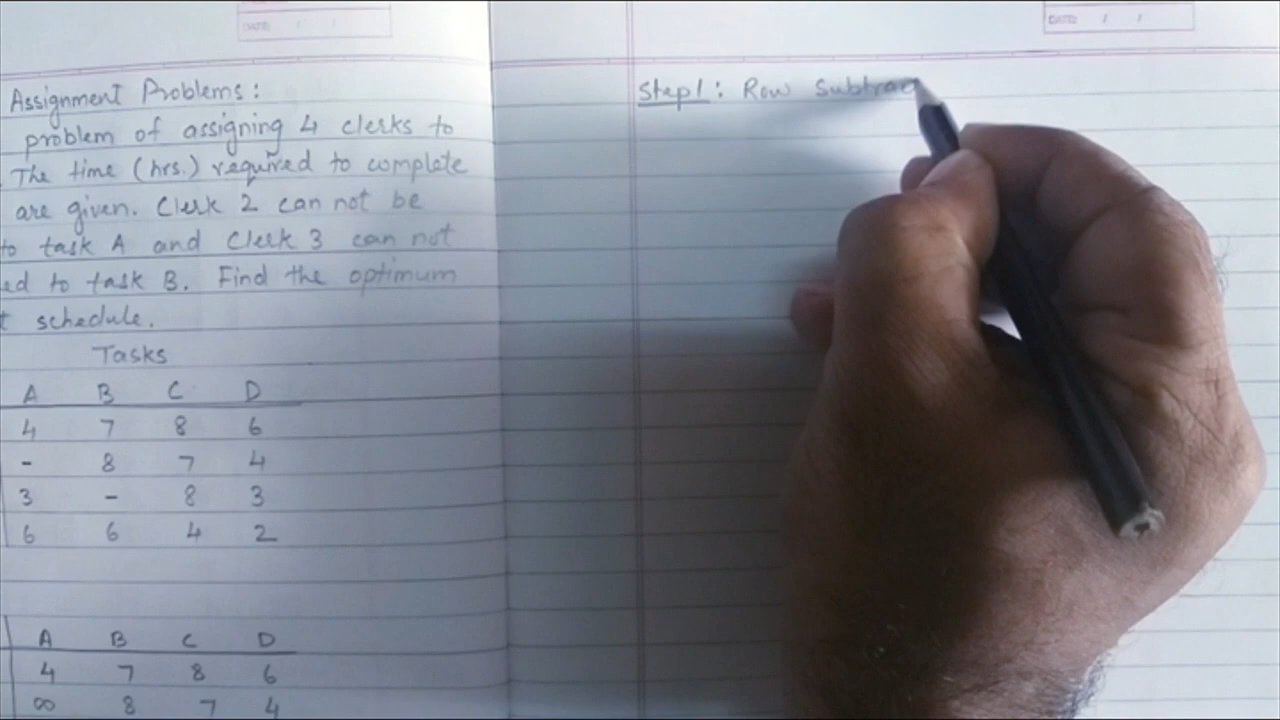 DATE: / /
DATE: / /
Assignment Problems:
problem of assigning 4 clerks to
. The time (hrs.) required to complete
are given. Clerk 2 can not be
to task A and Clerk 3 can not
ed to task B. Find the optimum
t schedule.
Tasks
A B C D
4 7 8 6
- 8 7 4
3 - 8 3
6 6 4 2
A B C D
4 7 8 6
∞ 8 7 4
Step1: Row Subtrac